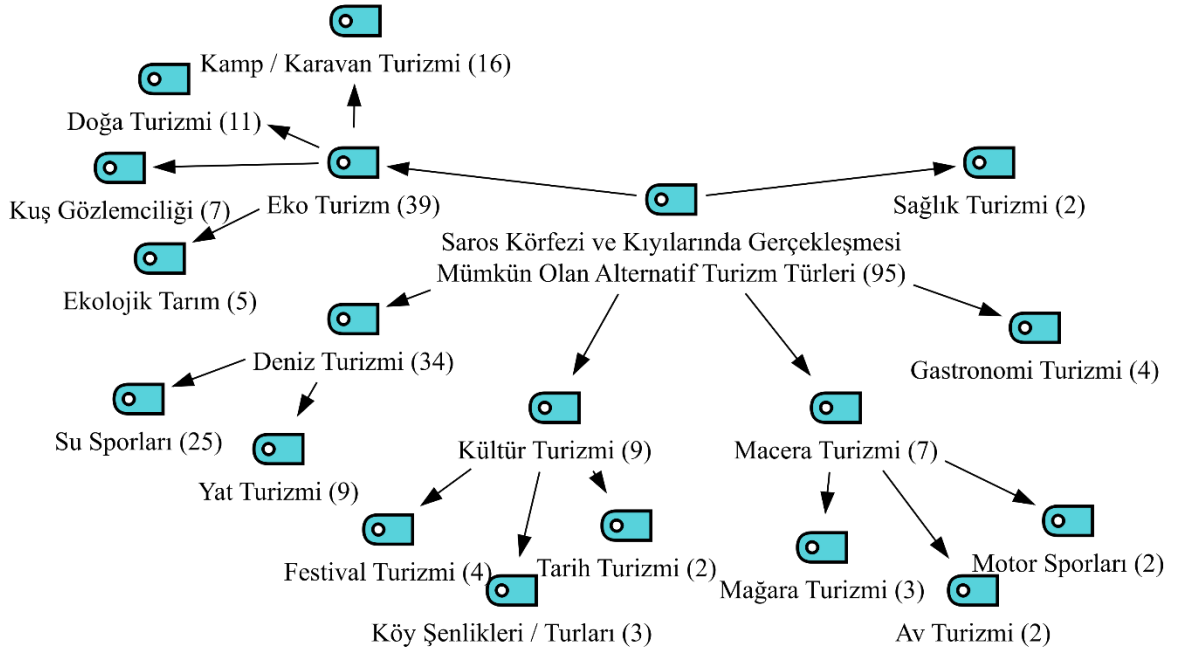 Kamp / Karavan Turizmi (16)
Doğa Turizmi (11)
Kuş Gözlemciliği (7)
Eko Turizm (39)
Sağlık Turizmi (2)
Saros Körfezi ve Kıyılarında Gerçekleşmesi
Mümkün Olan Alternatif Turizm Türleri (95)
Ekolojik Tarım (5)
Deniz Turizmi (34)
Gastronomi Turizmi (4)
Su Sporları (25)
Kültür Turizmi (9)
Macera Turizmi (7)
Yat Turizmi (9)
Festival Turizmi (4)
Tarih Turizmi (2)
Motor Sporları (2)
Mağara Turizmi (3)
Köy Şenlikleri / Turları (3)
Av Turizmi (2)